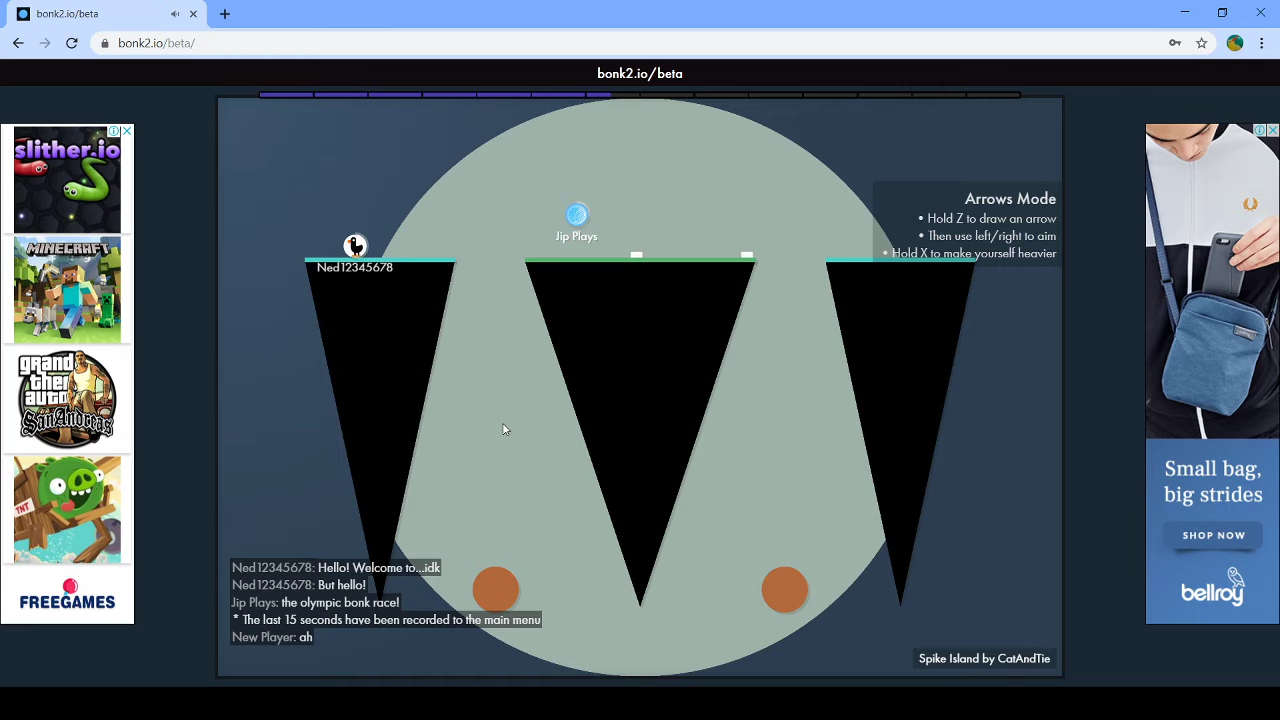 bonk2.io/beta
bonk2.io/beta/
bonk2.io/beta
slither.io
MINECRAFT
grand
theft
auto
San Andreas
TNT
FREEGAMES
Jip Plays
Ned12345678
Arrows Mode
• Hold Z to draw an arrow
• Then use left/right to aim
• Hold X to make yourself heavier
Ned12345678: Hello! Welcome to...idk
Ned12345678: But hello!
Jip Plays: the olympic bonk race!
* The last 15 seconds have been recorded to the main menu
New Player: ah
Spike Island by CatAndTie
Small bag,
big strides
SHOP NOW
bellroy